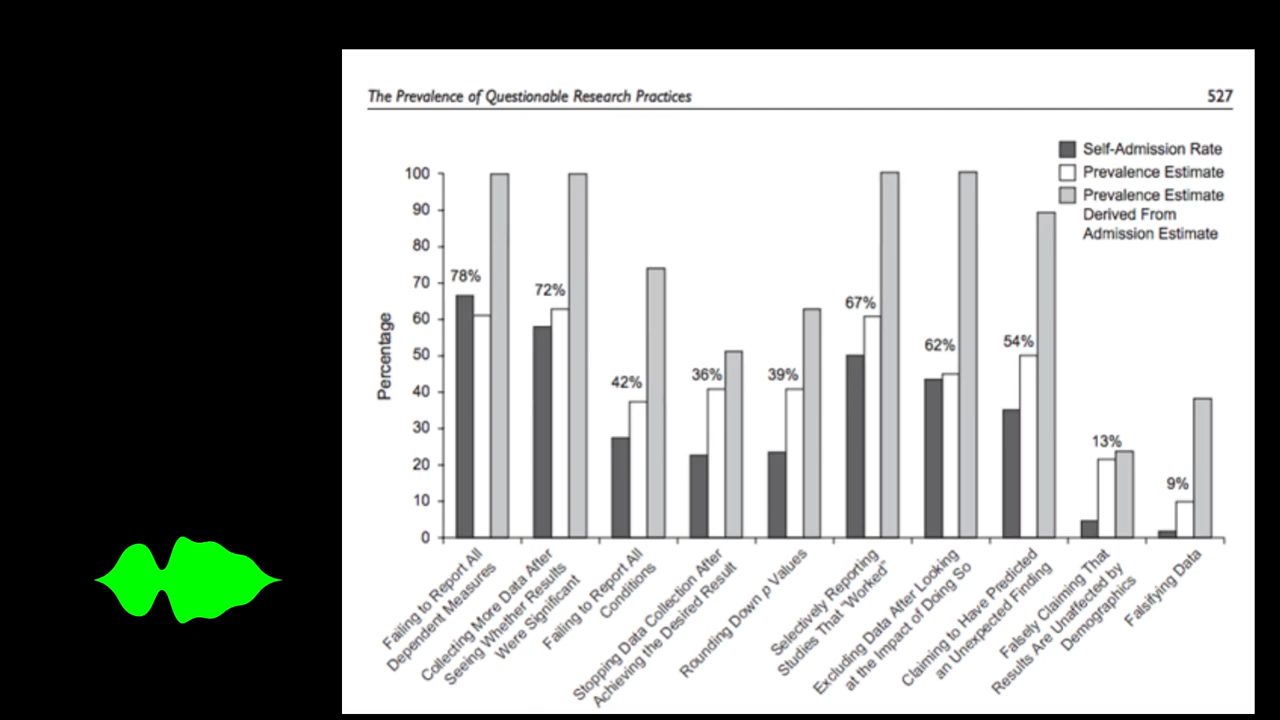 The Prevalence of Questionable Research Practices 527
Self-Admission Rate
Prevalence Estimate
Prevalence Estimate
Derived From
Admission Estimate
Percentage
100
90
80
70
60
50
40
30
20
10
0
78%
72%
42%
36%
39%
67%
62%
54%
13%
9%
Failing to Report All
Dependent Measures
Collecting More Data After
Seeing Whether Results
Were Significant
Failing to Report All
Conditions
Stopping Data Collection After
Achieving the Desired Result
Rounding Down p Values
Selectively Reporting
Studies That "Worked"
Excluding Data After Looking
at the Impact of Doing So
Claiming to Have Predicted
an Unexpected Finding
Falsely Claiming That
Results Are Unaffected by
Demographics
Falsifying Data